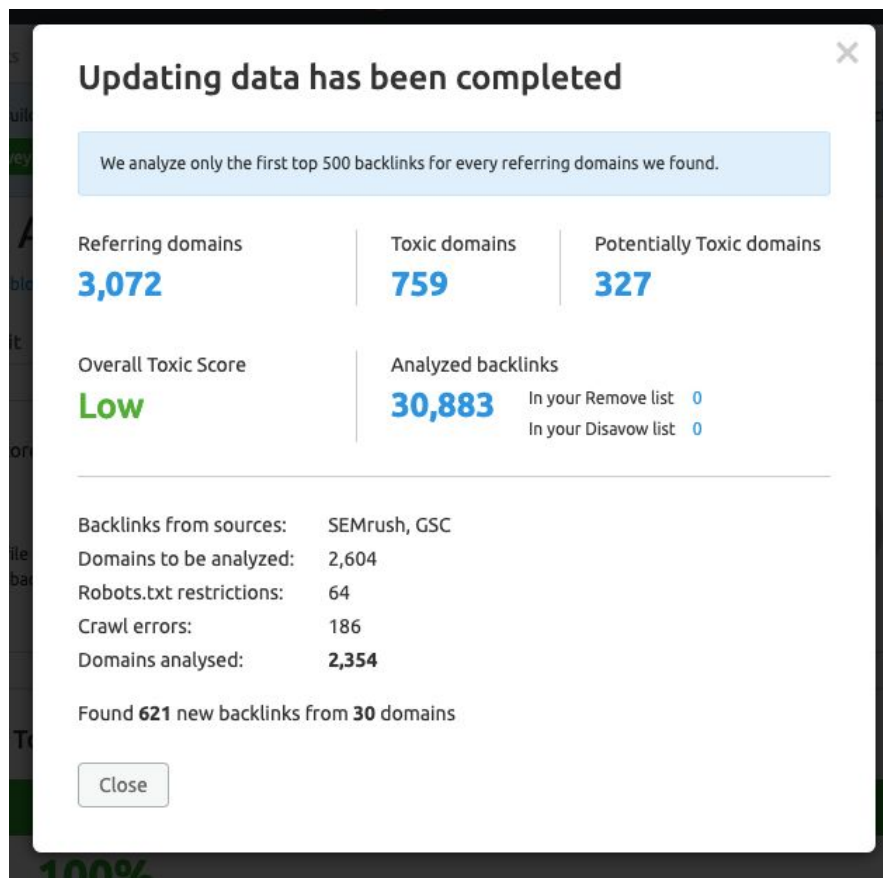 Updating data has been completed
We analyze only the first top 500 backlinks for every referring domains we found.
Referring domains
3,072
Toxic domains
759
Potentially Toxic domains
327
Overall Toxic Score
Low
Analyzed backlinks
30,883
In your Remove list 0
In your Disavow list 0
Backlinks from sources: SEMrush, GSC
Domains to be analyzed: 2,604
Robots.txt restrictions: 64
Crawl errors: 186
Domains analysed: 2,354
Found 621 new backlinks from 30 domains
Close
100%